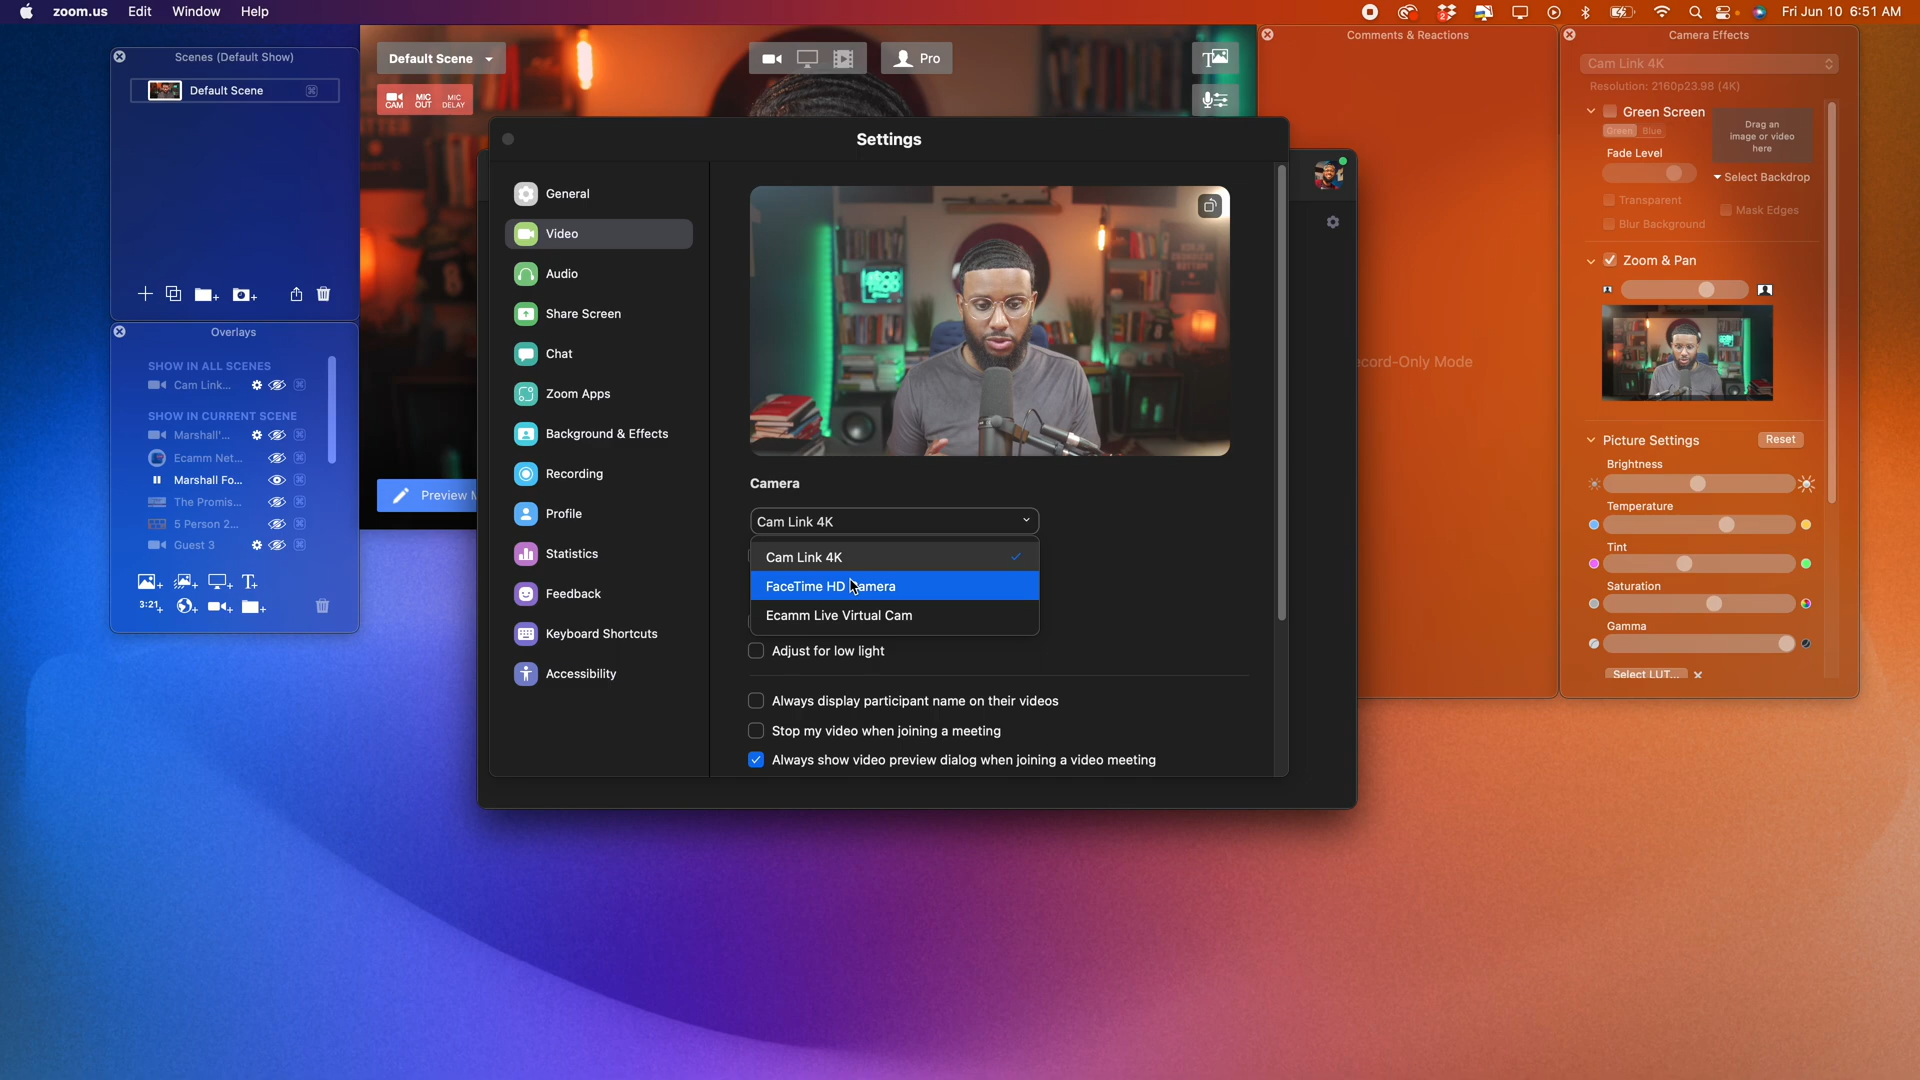 zoom.us Edit Window Help
Fri Jun 10 6:51 AM
Scenes (Default Show)
Default Scene
Overlays
SHOW IN ALL SCENES
Cam Link...
SHOW IN CURRENT SCENE
Marshall'...
Ecamm Net...
Marshall Fo...
The Promis...
5 Person 2...
Guest 3
3:21+
Default Scene
CAM
MIC OUT
MIC DELAY
Pro
Preview
Settings
General
Video
Audio
Share Screen
Chat
Zoom Apps
Background & Effects
Recording
Profile
Statistics
Feedback
Keyboard Shortcuts
Accessibility
Camera
Cam Link 4K
Cam Link 4K
FaceTime HD Camera
Ecamm Live Virtual Cam
Adjust for low light
Always display participant name on their videos
Stop my video when joining a meeting
Always show video preview dialog when joining a video meeting
Comments & Reactions
ecord-Only Mode
Camera Effects
Cam Link 4K
Resolution: 2160p23.98 (4K)
Green Screen
Green Blue
Drag an
image or video
here
Fade Level
Select Backdrop
Transparent
Mask Edges
Blur Background
Zoom & Pan
Picture Settings
Reset
Brightness
Temperature
Tint
Saturation
Gamma
Select LUT...